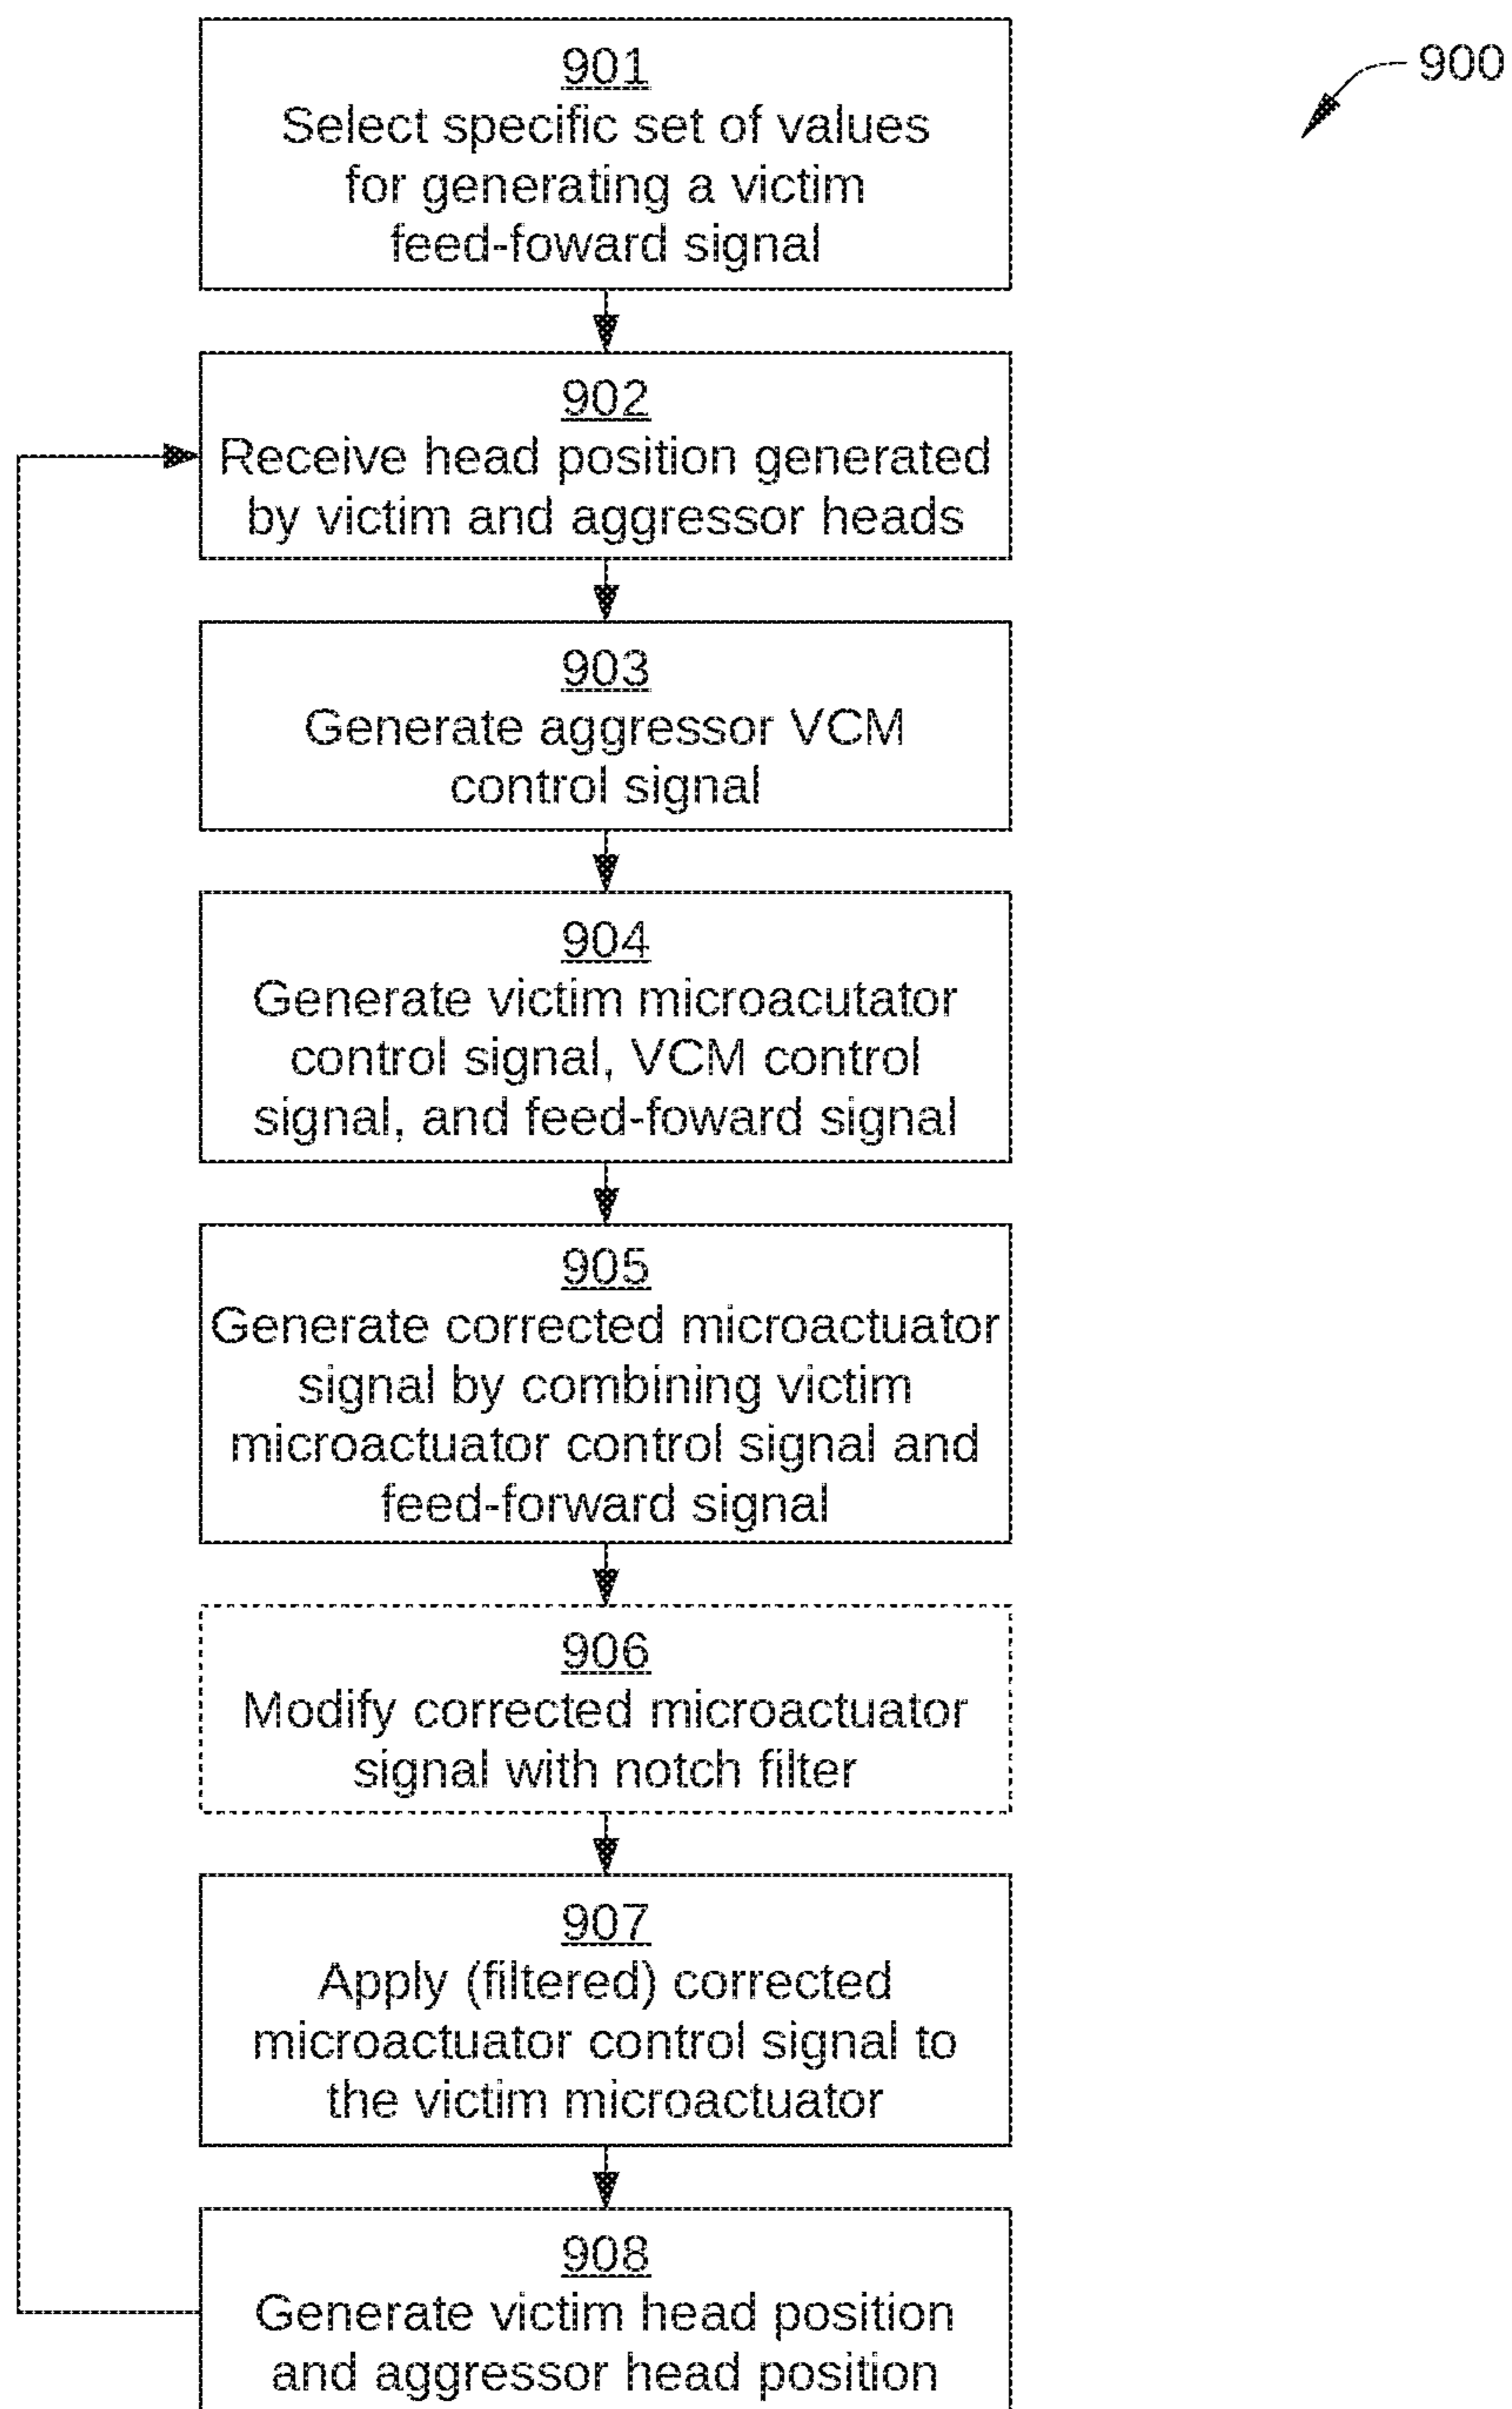 900
901
Select specific set of values
for generating a victim
feed-foward signal
902
Receive head position generated
by victim and aggressor heads
903
Generate aggressor VCM
control signal
904
Generate victim microacutator
control signal, VCM control
signal, and feed-foward signal
905
Generate corrected microactuator
signal by combining victim
microactuator control signal and
feed-forward signal
906
Modify corrected microactuator
signal with notch filter
907
Apply (filtered) corrected
microactuator control signal to
the victim microactuator
908
Generate victim head position
and aggressor head position